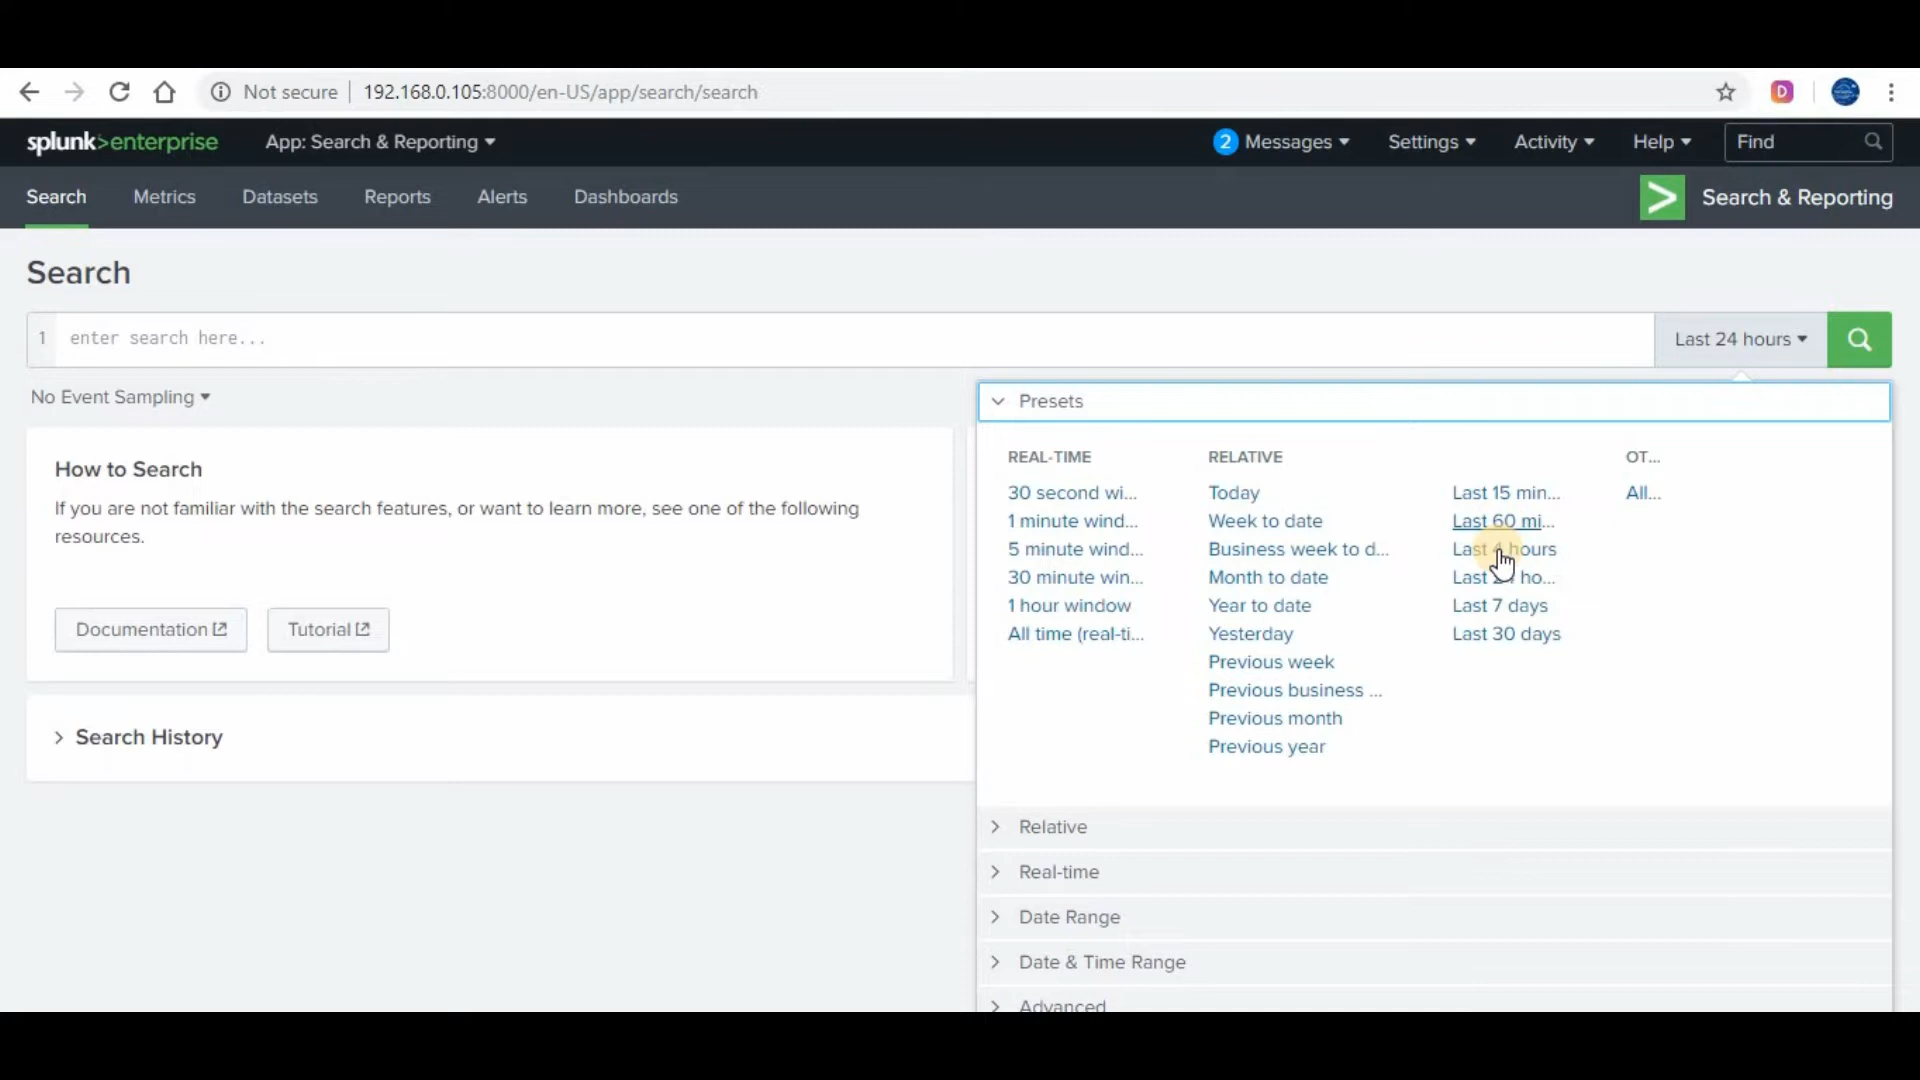 Not secure 192.168.0.105:8000/en-US/app/search/search
D
splunk>enterprise App: Search & Reporting 2 Messages Settings Activity Help Find
Search Metrics Datasets Reports Alerts Dashboards Search & Reporting
Search
1 enter search here... Last 24 hours
No Event Sampling
Presets
How to Search
If you are not familiar with the search features, or want to learn more, see one of the following
resources.
Documentation Tutorial
Search History
REAL-TIME RELATIVE OT...
30 second wi... Today Last 15 min... All...
1 minute wind... Week to date Last 60 mi...
5 minute wind... Business week to d... Last 4 hours
30 minute win... Month to date Last ho...
1 hour window Year to date Last 7 days
All time (real-ti... Yesterday Last 30 days
Previous week
Previous business ...
Previous month
Previous year
Relative
Real-time
Date Range
Date & Time Range
Advanced